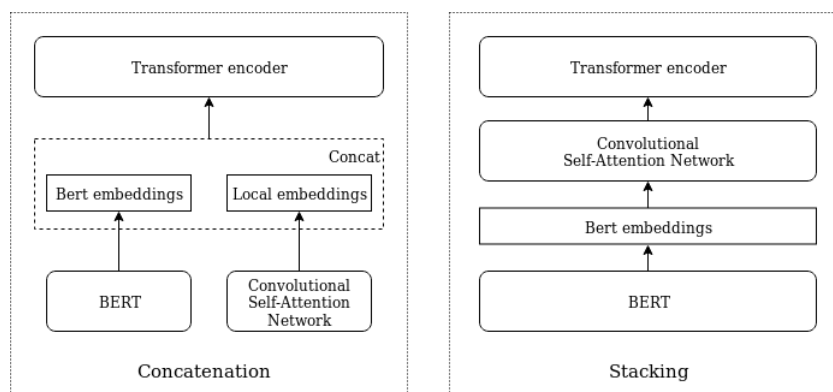 Transformer encoder
Concat
Bert embeddings
Local embeddings
BERT
Convolutional
Self-Attention
Network
Concatenation
Transformer encoder
Convolutional
Self-Attention Network
Bert embeddings
BERT
Stacking